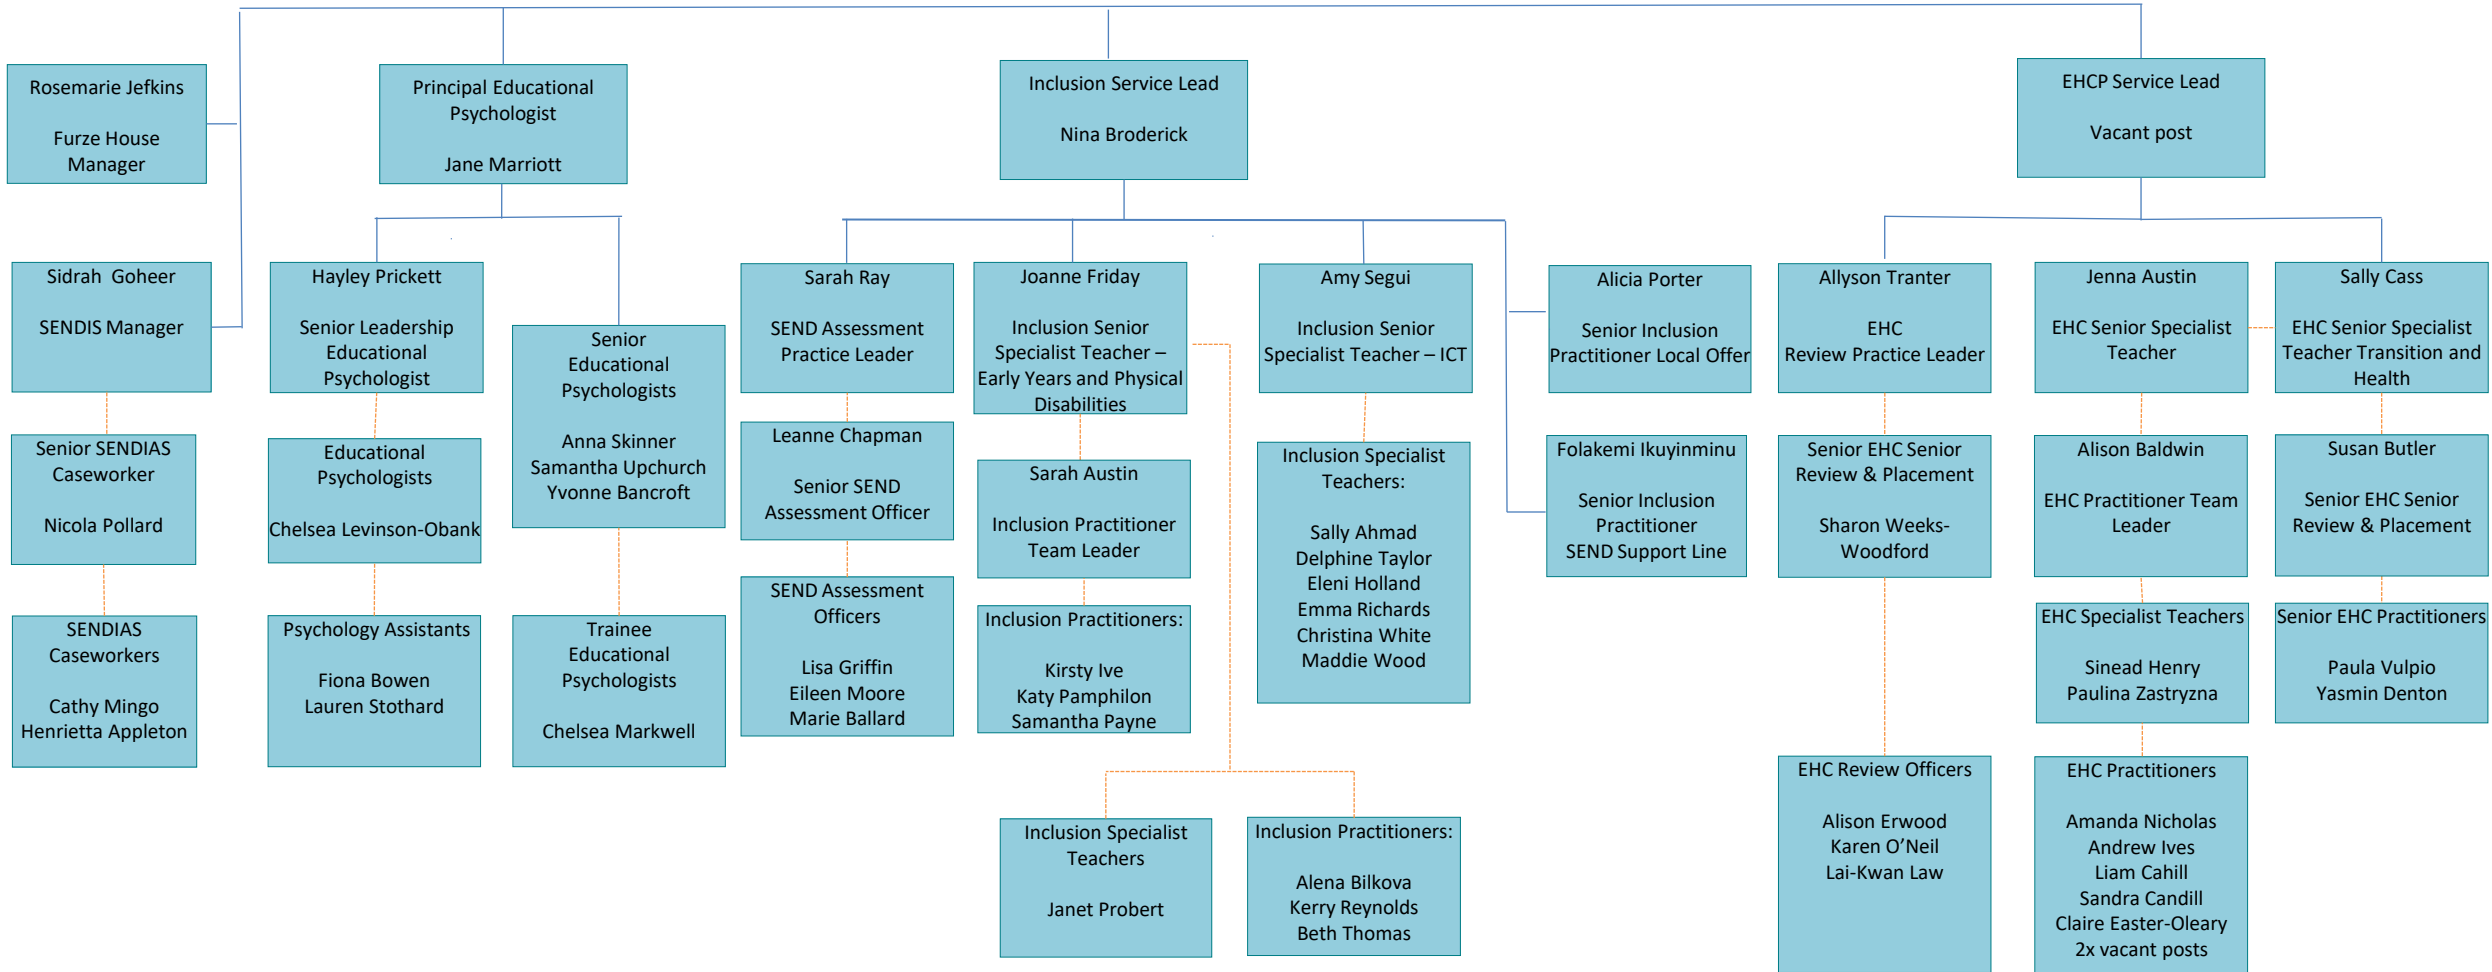 Rosemarie Jefkins
Furze House
Manager
Principal Educational
Psychologist
Jane Marriott
Inclusion Service Lead
Nina Broderick
EHCP Service Lead
Vacant post
Sidrah  Goheer
SENDIS Manager
Hayley Prickett
Senior Leadership
Educational
Psychologist
Senior
Educational
Psychologists
Anna Skinner
Samantha Upchurch
Yvonne Bancroft
Sarah Ray
SEND Assessment
Practice Leader
Joanne Friday
Inclusion Senior
Specialist Teacher –
Early Years and Physical
Disabilities
Amy Segui
Inclusion Senior
Specialist Teacher – ICT
Alicia Porter
Senior Inclusion
Practitioner Local Offer
Allyson Tranter
EHC
Review Practice Leader
Jenna Austin
EHC Senior Specialist
Teacher
Sally Cass
EHC Senior Specialist
Teacher Transition and
Health
Senior SENDIAS
Caseworker
Nicola Pollard
Educational
Psychologists
Chelsea Levinson-Obank
Leanne Chapman
Senior SEND
Assessment Officer
Sarah Austin
Inclusion Practitioner
Team Leader
Inclusion Specialist
Teachers:
Sally Ahmad
Delphine Taylor
Eleni Holland
Emma Richards
Christina White
Maddie Wood
Folakemi Ikuyinminu
Senior Inclusion
Practitioner
SEND Support Line
Senior EHC Senior
Review & Placement
Sharon Weeks-
Woodford
Alison Baldwin
EHC Practitioner Team
Leader
Susan Butler
Senior EHC Senior
Review & Placement
SENDIAS
Caseworkers
Cathy Mingo
Henrietta Appleton
Psychology Assistants
Fiona Bowen
Lauren Stothard
Trainee
Educational
Psychologists
Chelsea Markwell
SEND Assessment
Officers
Lisa Griffin
Eileen Moore
Marie Ballard
Inclusion Practitioners:
Kirsty Ive
Katy Pamphilon
Samantha Payne
EHC Specialist Teachers
Sinead Henry
Paulina Zastryzna
Senior EHC Practitioners
Paula Vulpio
Yasmin Denton
Inclusion Specialist
Teachers
Janet Probert
Inclusion Practitioners:
Alena Bilkova
Kerry Reynolds
Beth Thomas
EHC Review Officers
Alison Erwood
Karen O’Neil
Lai-Kwan Law
EHC Practitioners
Amanda Nicholas
Andrew Ives
Liam Cahill
Sandra Candill
Claire Easter-Oleary
2x vacant posts